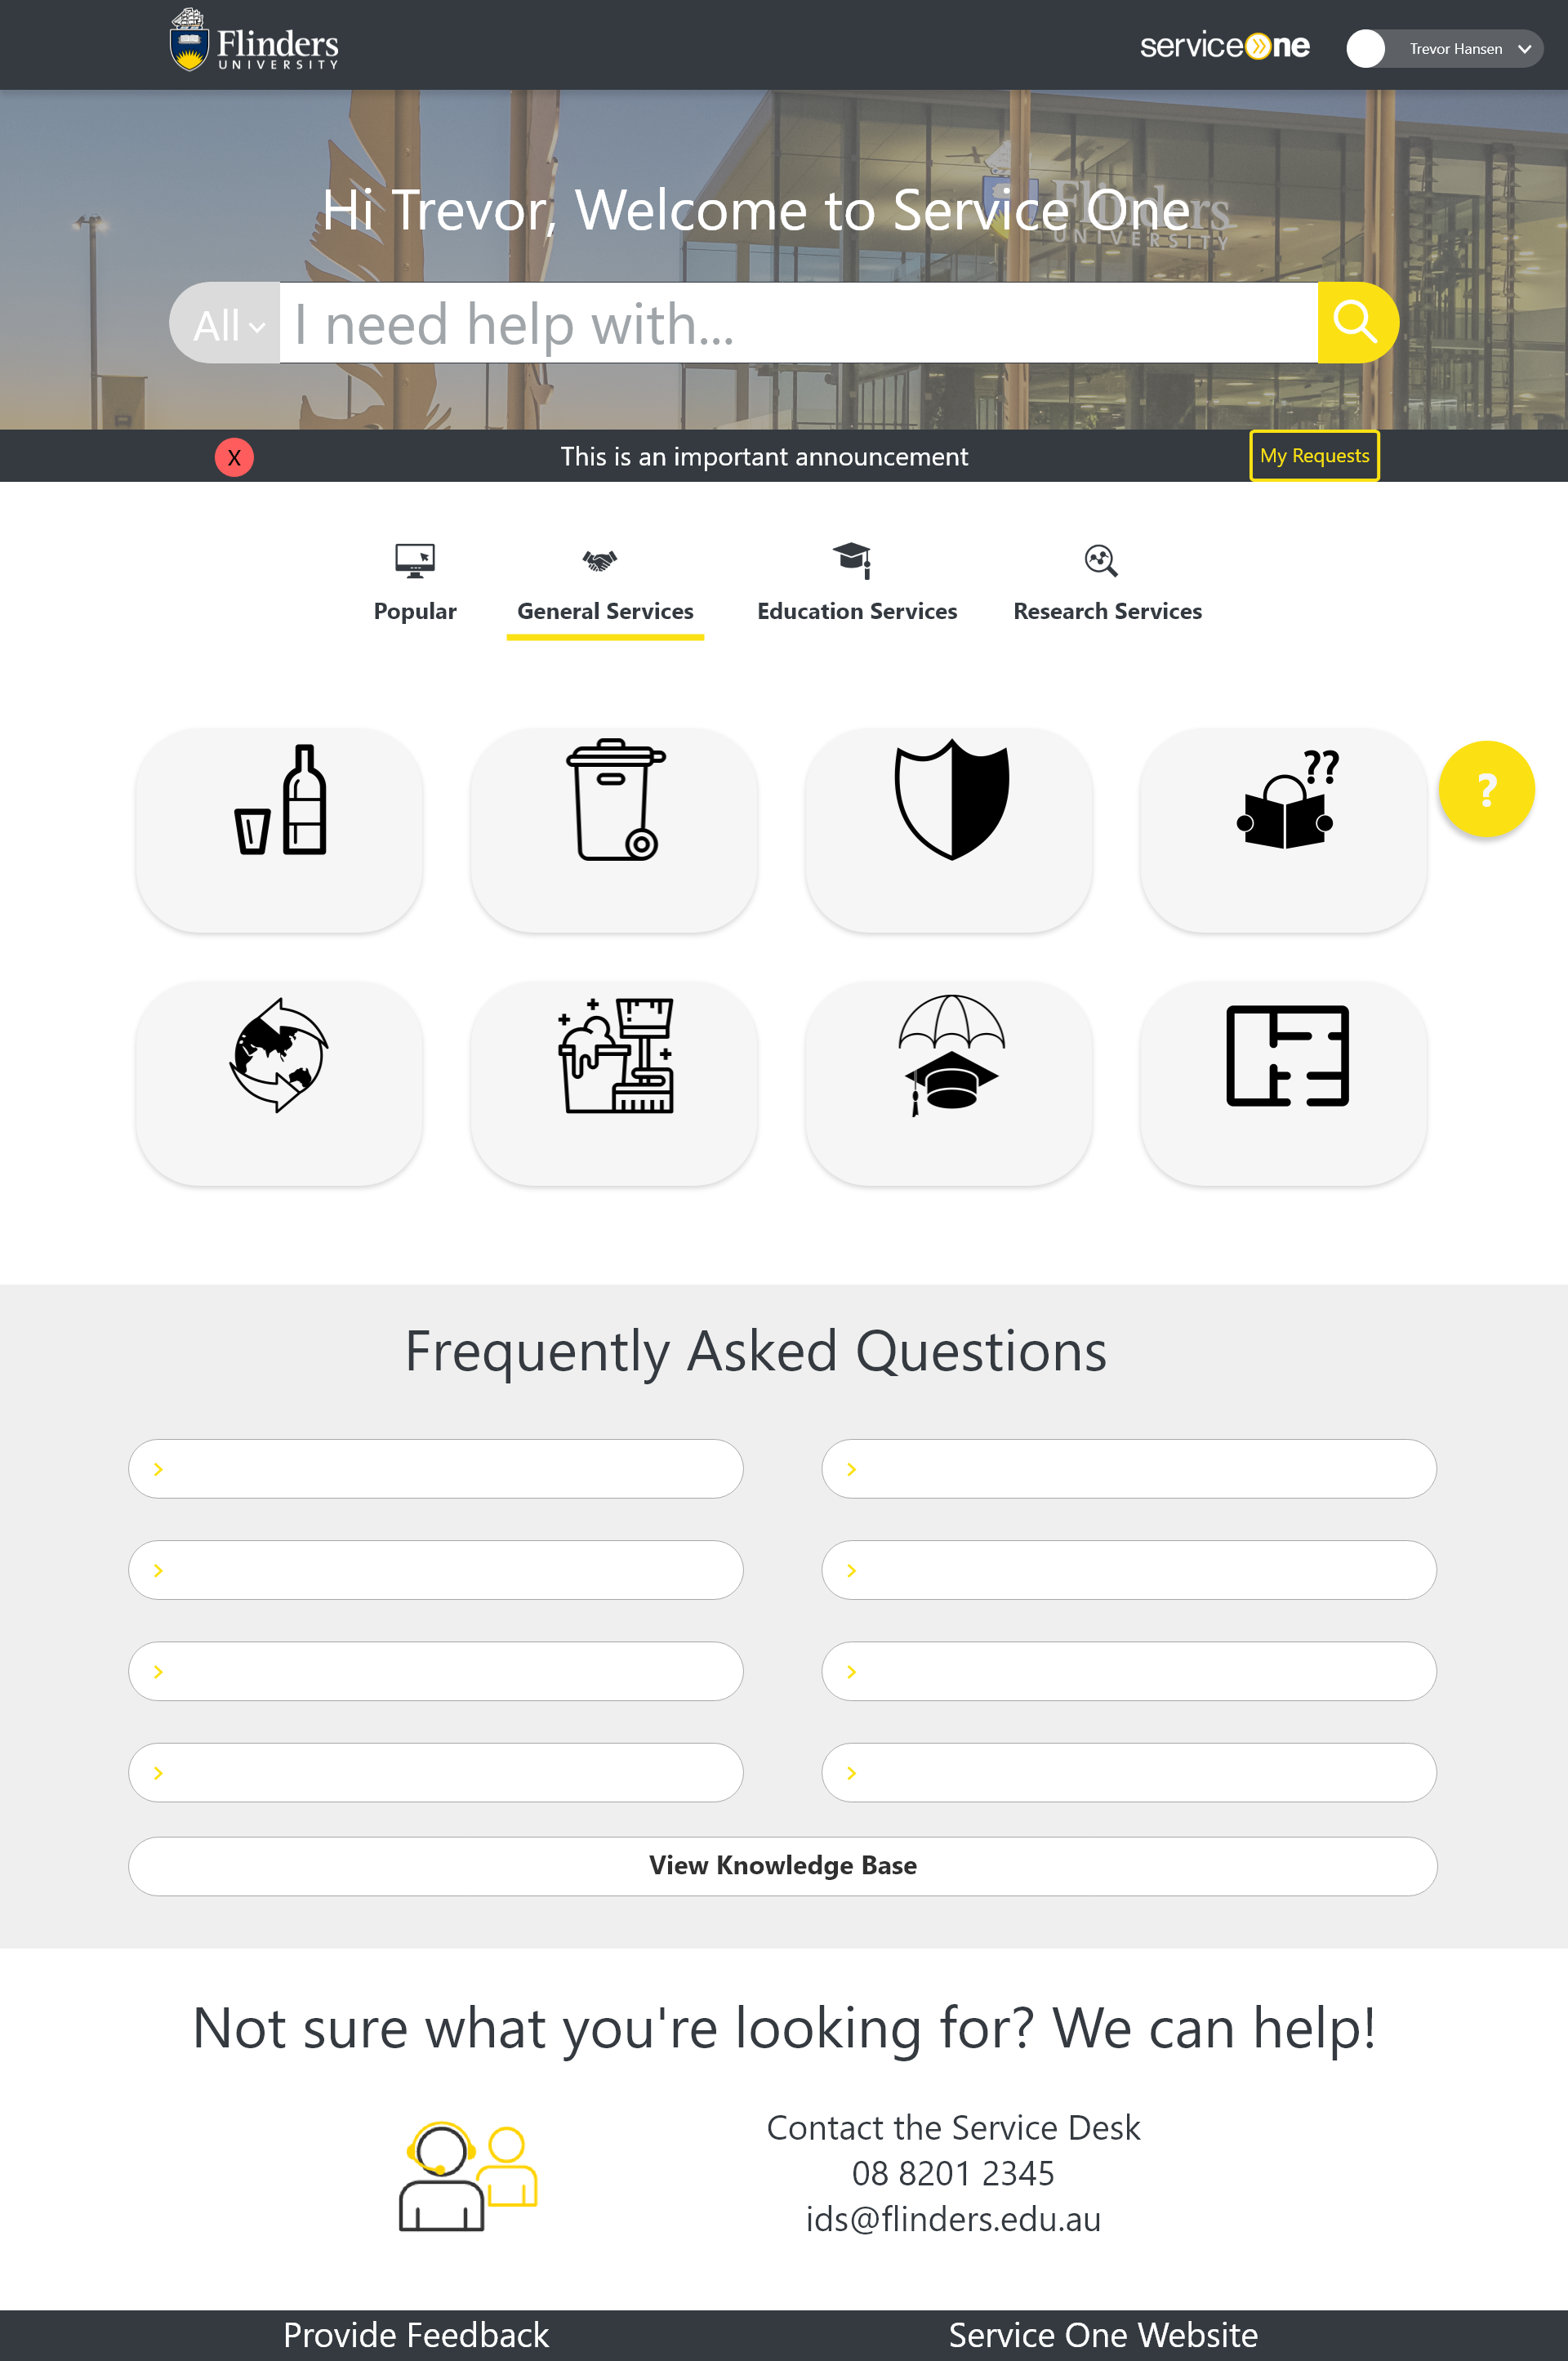 Flinders
UNIVERSITY
serviceOne
Trevor Hansen
Flinders
UNIVERSITY
Hi Trevor, Welcome to Service One
All
I need help with...
X
This is an important announcement
My Requests
Popular
General Services
Education Services
Research Services
??
?
Frequently Asked Questions
View Knowledge Base
Not sure what you're looking for? We can help!
Contact the Service Desk
08 8201 2345
ids@flinders.edu.au
Provide Feedback
Service One Website